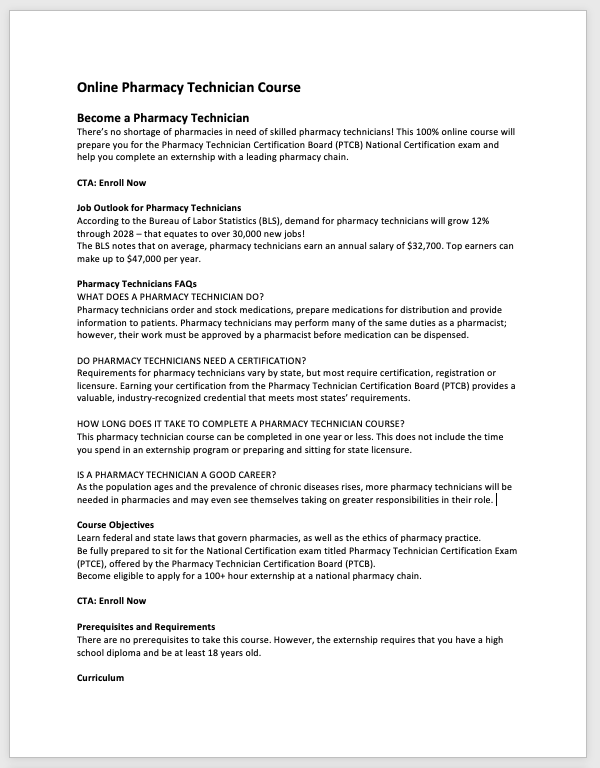 Online Pharmacy Technician Course
Become a Pharmacy Technician
There’s no shortage of pharmacies in need of skilled pharmacy technicians! This 100% online course will
prepare you for the Pharmacy Technician Certification Board (PTCB) National Certification exam and
help you complete an externship with a leading pharmacy chain.
CTA: Enroll Now
Job Outlook for Pharmacy Technicians
According to the Bureau of Labor Statistics (BLS), demand for pharmacy technicians will grow 12%
through 2028 – that equates to over 30,000 new jobs!
The BLS notes that on average, pharmacy technicians earn an annual salary of $32,700. Top earners can
make up to $47,000 per year.
Pharmacy Technicians FAQs
WHAT DOES A PHARMACY TECHNICIAN DO?
Pharmacy technicians order and stock medications, prepare medications for distribution and provide
information to patients. Pharmacy technicians may perform many of the same duties as a pharmacist;
however, their work must be approved by a pharmacist before medication can be dispensed.
DO PHARMACY TECHNICIANS NEED A CERTIFICATION?
Requirements for pharmacy technicians vary by state, but most require certification, registration or
licensure. Earning your certification from the Pharmacy Technician Certification Board (PTCB) provides a
valuable, industry-recognized credential that meets most states’ requirements.
HOW LONG DOES IT TAKE TO COMPLETE A PHARMACY TECHNICIAN COURSE?
This pharmacy technician course can be completed in one year or less. This does not include the time
you spend in an externship program or preparing and sitting for state licensure.
IS A PHARMACY TECHNICIAN A GOOD CAREER?
As the population ages and the prevalence of chronic diseases rises, more pharmacy technicians will be
needed in pharmacies and may even see themselves taking on greater responsibilities in their role.
Course Objectives
Learn federal and state laws that govern pharmacies, as well as the ethics of pharmacy practice.
Be fully prepared to sit for the National Certification exam titled Pharmacy Technician Certification Exam
(PTCE), offered by the Pharmacy Technician Certification Board (PTCB).
Become eligible to apply for a 100+ hour externship at a national pharmacy chain.
CTA: Enroll Now
Prerequisites and Requirements
There are no prerequisites to take this course. However, the externship requires that you have a high
school diploma and be at least 18 years old.
Curriculum